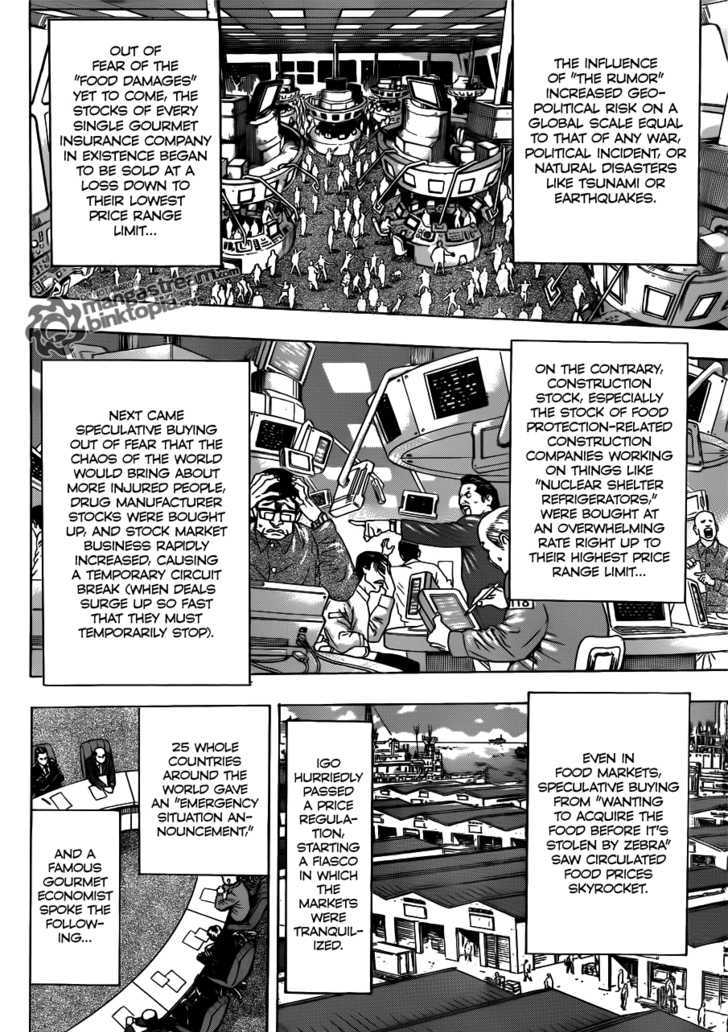 THE INFLUENCE
OF "THE RUMOR"
INCREASED GEO-
POLITICAL RISK ON A
GLOBAL SCALE EQUAL
TO THAT OF ANY WAR,
POLITICAL INCIDENT, OR
NATURAL DISASTERS
LIKE TSUNAMI OR
EARTHQUAKES.
OUT OF
FEAR OF THE
"FOOD DAMAGES"
YET TO COME, THE
STOCKS OF EVERY
SINGLE GOURMET
INSURANCE COMPANY
IN EXISTENCE BEGAN
TO BE SOLD AT A
LOSS DOWN TO
THEIR LOWEST
PRICE RANGE
LIMIT...
mangastream.com
binktopia
ON THE CONTRARY,
CONSTRUCTION
STOCK, ESPECIALLY
THE STOCK OF FOOD
PROTECTION-RELATED
CONSTRUCTION
COMPANIES WORKING
ON THINGS LIKE
"NUCLEAR SHELTER
REFRIGERATORS,"
WERE BOUGHT AT
AN OVERWHELMING
RATE RIGHT UP TO
THEIR HIGHEST PRICE
RANGE LIMIT...
NEXT CAME
SPECULATIVE BUYING
OUT OF FEAR THAT THE
CHAOS OF THE WORLD
WOULD BRING ABOUT
MORE INJURED PEOPLE,
DRUG MANUFACTURER
STOCKS WERE BOUGHT
UP, AND STOCK MARKET
BUSINESS RAPIDLY
INCREASED, CAUSING
A TEMPORARY CIRCUIT
BREAK (WHEN DEALS
SURGE UP SO FAST
THAT THEY MUST
TEMPORARILY STOP).
118
EVEN IN
FOOD MARKETS,
SPECULATIVE BUYING
FROM "WANTING
TO ACQUIRE THE
FOOD BEFORE IT'S
STOLEN BY ZEBRA"
SAW CIRCULATED
FOOD PRICES
SKYROCKET.
IGO
HURRIEDLY
PASSED
A PRICE
REGULA-
TION,
STARTING
A FIASCO
IN WHICH
THE
MARKETS
WERE
TRANQUIL-
IZED.
25 WHOLE
COUNTRIES
AROUND THE
WORLD GAVE
AN "EMERGENCY
SITUATION AN-
NOUNCEMENT,"
AND A
FAMOUS
GOURMET
ECONOMIST
SPOKE THE
FOLLOW-
ING...